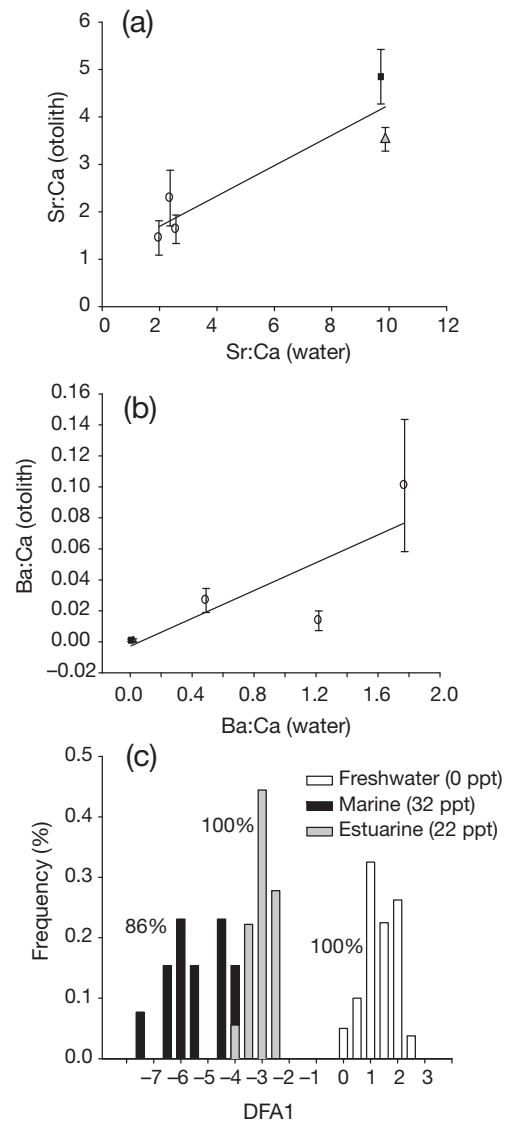 (a)
Sr:Ca (otolith)
6
5
4
3
2
1
0
0 2 4 6 8 10 12
Sr:Ca (water)
(b)
Ba:Ca (otolith)
0.16
0.14
0.12
0.10
0.08
0.06
0.04
0.02
0.00
−0.02
0.0 0.4 0.8 1.2 1.6 2.0
Ba:Ca (water)
(c)
Frequency (%)
0.5
0.4
0.3
0.2
0.1
0.0
Freshwater (0 ppt)
Marine (32 ppt)
Estuarine (22 ppt)
100%
86%
100%
−7 −6 −5 −4 −3 −2 −1 0 1 2 3
DFA1